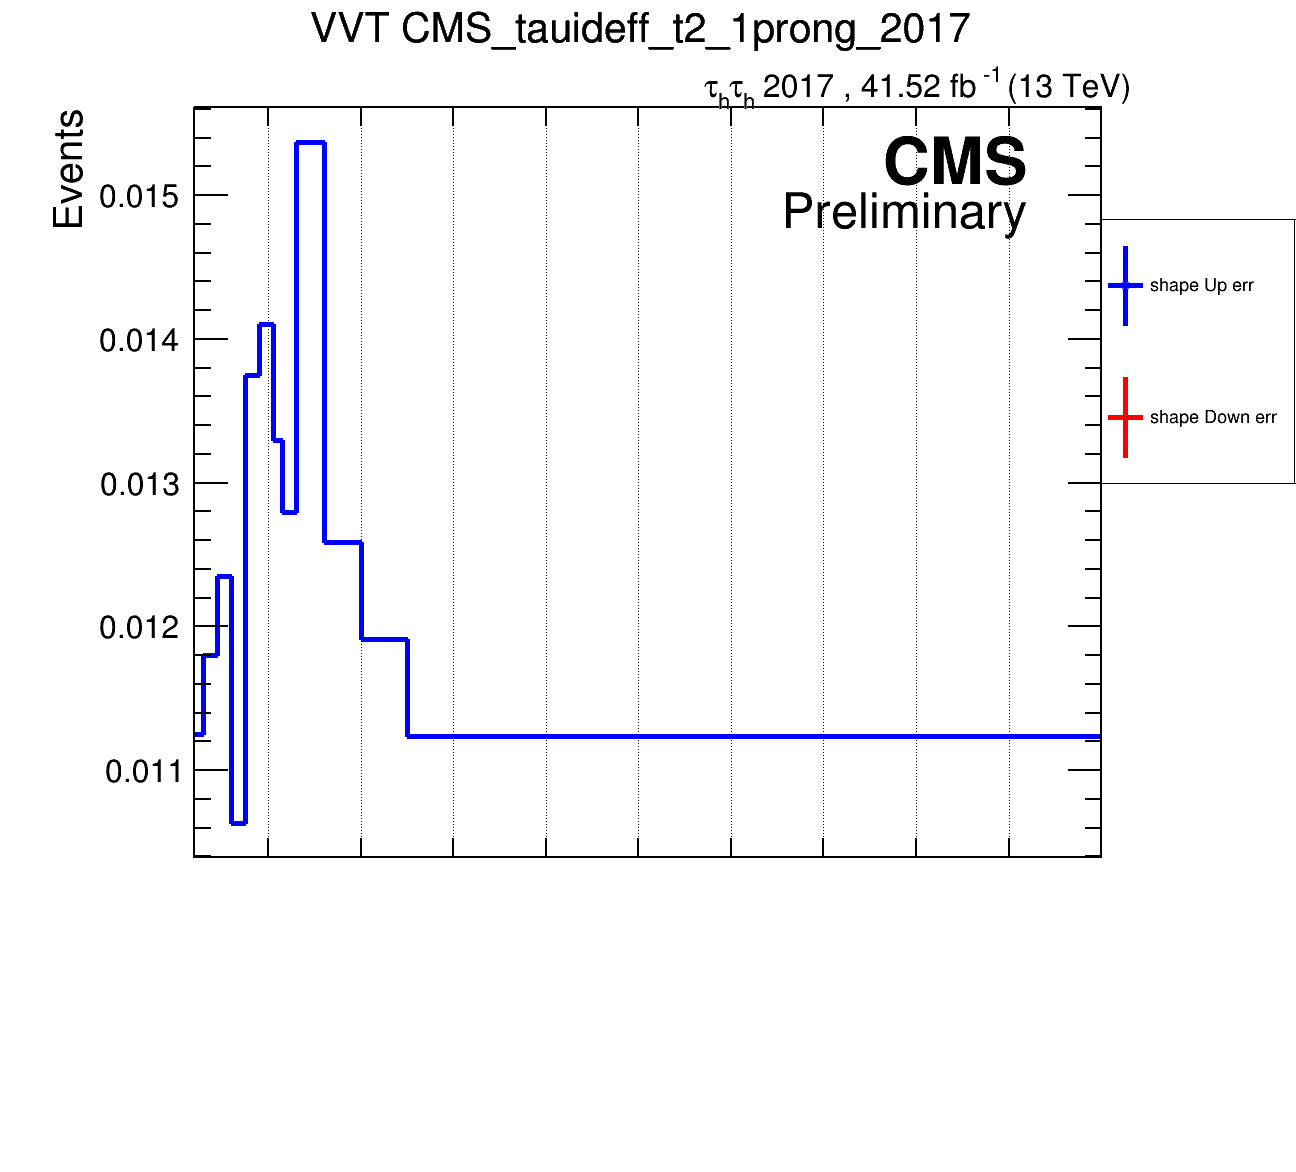 VVT CMS_tauideff_t2_1prong_2017
τhτh 2017 , 41.52 fb-1 (13 TeV)
Events
CMS
Preliminary
0.015
0.014
0.013
0.012
0.011
shape Up err
shape Down err